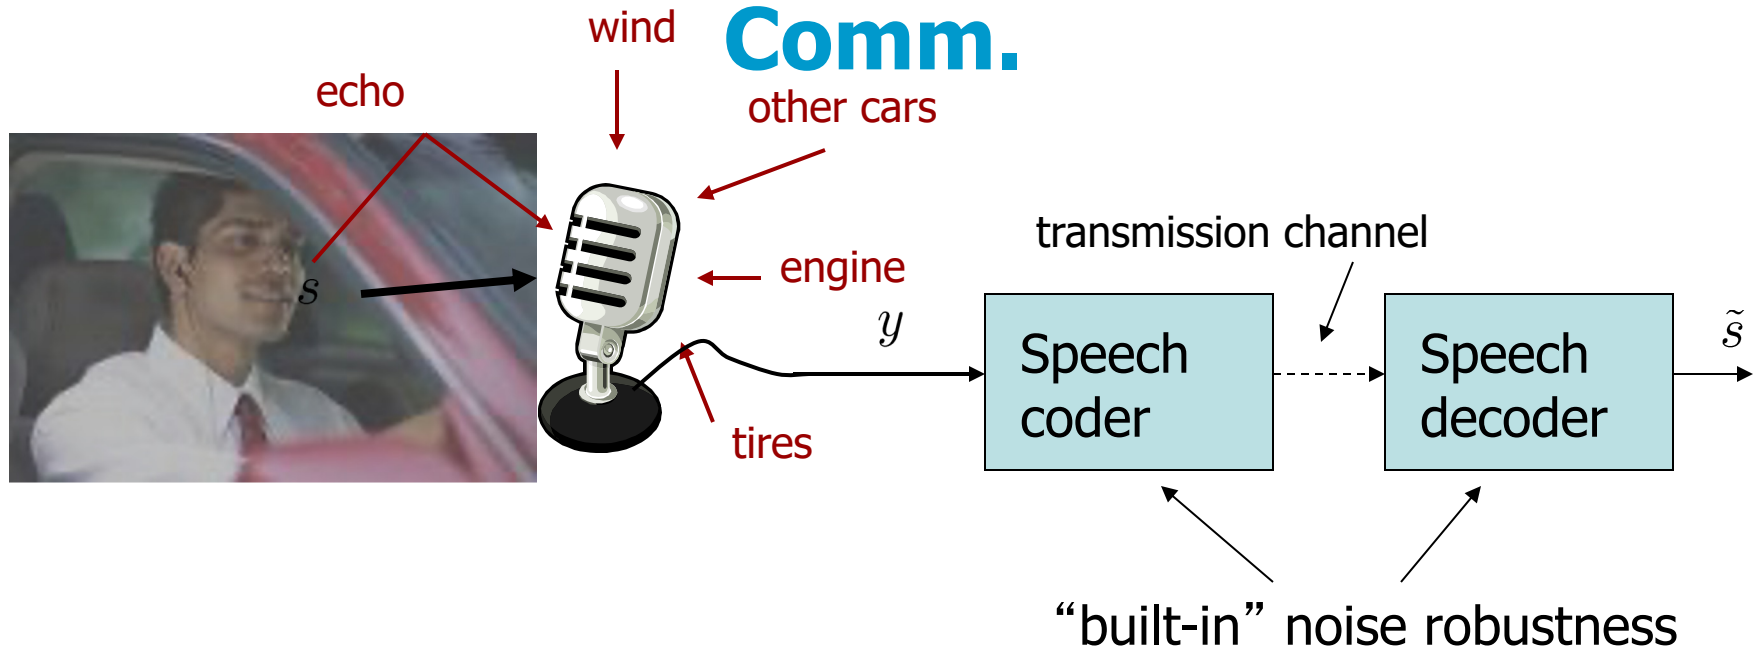 wind
Comm.
echo
other cars
transmission channel
s
engine
y
s̃
Speech
coder
Speech
decoder
tires
“built-in” noise robustness